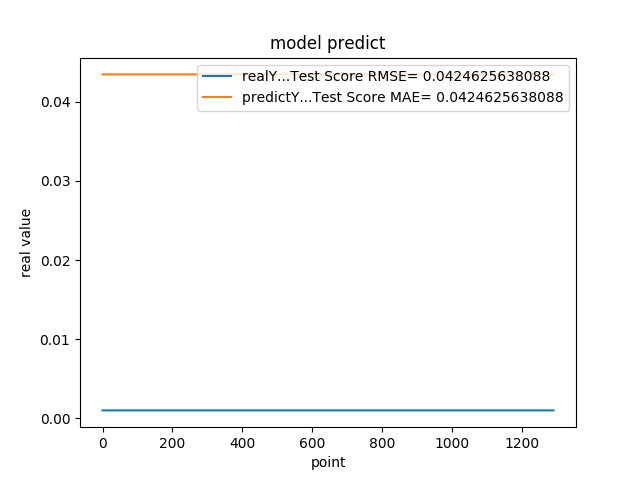 model predict
realY...Test Score RMSE= 0.0424625638088
predictY...Test Score MAE= 0.0424625638088
real value
0.04
0.03
0.02
0.01
0.00
0 200 400 600 800 1000 1200
point